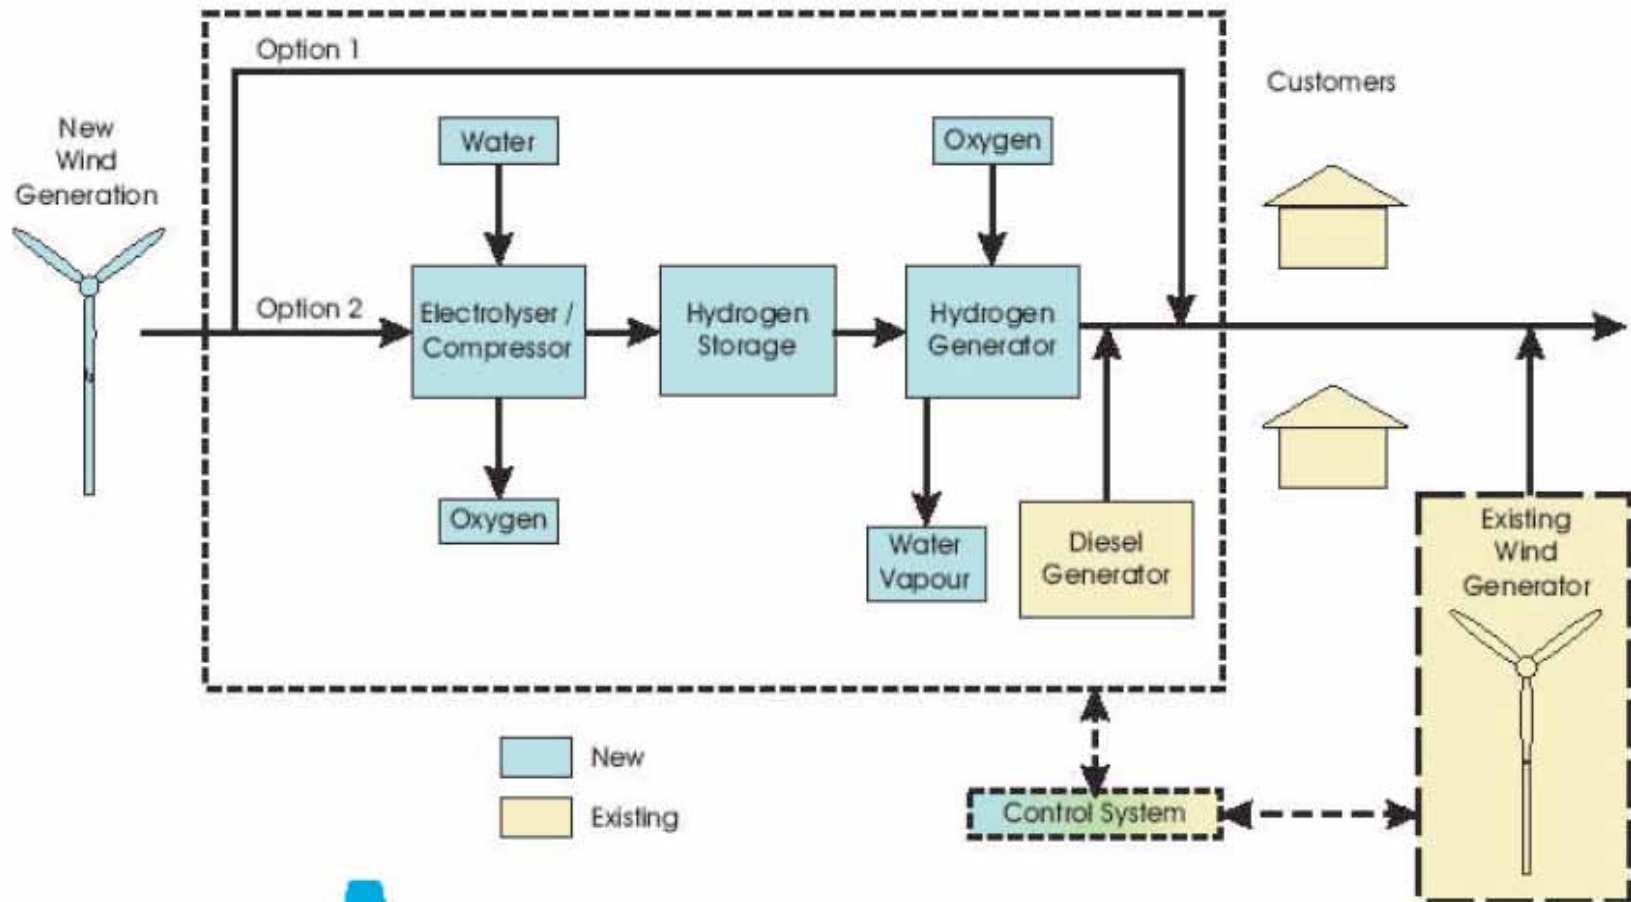 Option 1
Customers
New
Wind
Generation
Water
Oxygen
Option 2
Electrolyser /
Compressor
Hydrogen
Storage
Hydrogen
Generator
Oxygen
Water
Vapour
Diesel
Generator
Existing
Wind
Generator
New
Existing
Control System